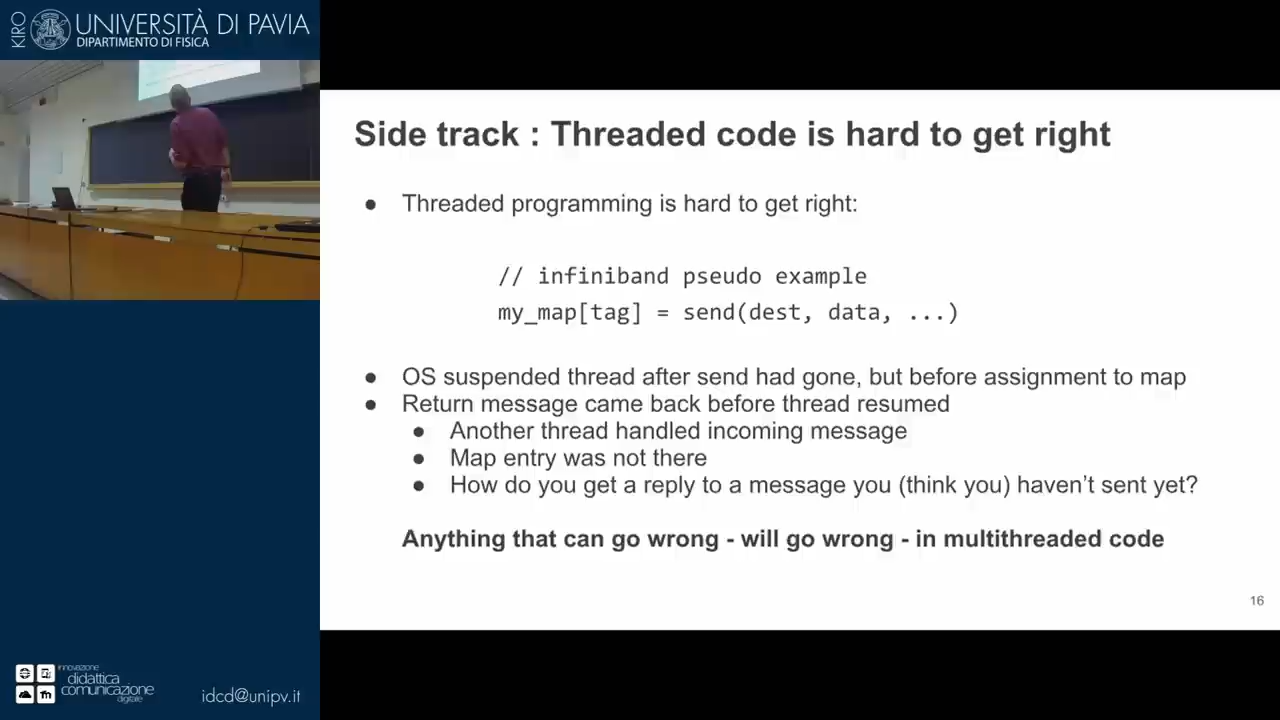 KIRO
UNIVERSITÀ DI PAVIA
DIPARTIMENTO DI FISICA
Side track : Threaded code is hard to get right
● Threaded programming is hard to get right:
// infiniband pseudo example
my_map[tag] = send(dest, data, ...)
● OS suspended thread after send had gone, but before assignment to map
● Return message came back before thread resumed
● Another thread handled incoming message
● Map entry was not there
● How do you get a reply to a message you (think you) haven’t sent yet?
Anything that can go wrong - will go wrong - in multithreaded code
16
innovazione
didattica
comunicazione
digitale
idcd@unipv.it